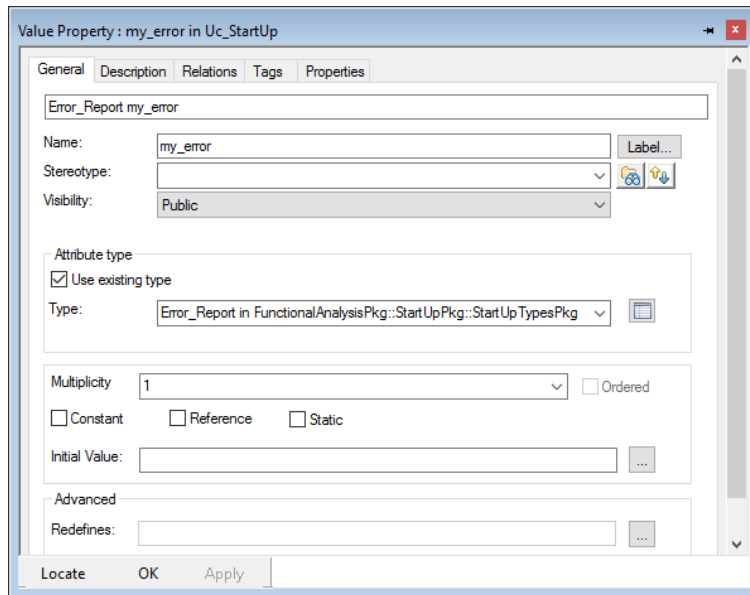 Value Property : my_error in Uc_StartUp
x
General Description Relations Tags Properties
Error_Report my_error
Name: my_error Label...
Stereotype:
Visibility: Public
Attribute type
Use existing type
Type: Error_Report in FunctionalAnalysisPkg::StartUpPkg::StartUpTypesPkg
Multiplicity 1 Ordered
Constant Reference Static
Initial Value: ...
Advanced
Redefines: ...
Locate OK Apply